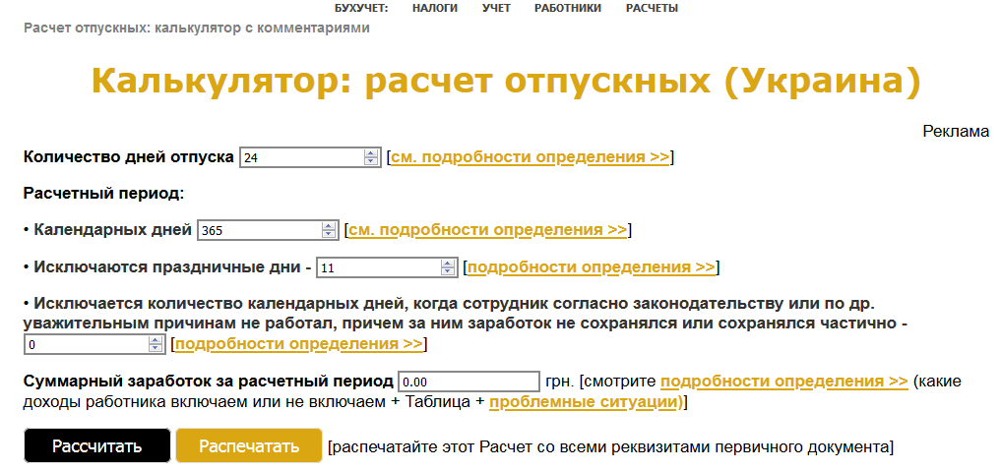 БУХУЧЕТ: НАЛОГИ УЧЕТ РАБОТНИКИ РАСЧЕТЫ
Расчет отпускных: калькулятор с комментариями
Калькулятор: расчет отпускных (Украина)
Реклама
Количество дней отпуска 24 [см. подробности определения >>]
Расчетный период:
• Календарных дней 365 [см. подробности определения >>]
• Исключаются праздничные дни - 11 [подробности определения >>]
• Исключается количество календарных дней, когда сотрудник согласно законодательству или по др.
уважительным причинам не работал, причем за ним заработок не сохранялся или сохранялся частично -
0 [подробности определения >>]
Суммарный заработок за расчетный период 0.00 грн. [смотрите подробности определения >> (какие
доходы работника включаем или не включаем + Таблица + проблемные ситуации)]
Рассчитать Распечатать [распечатайте этот Расчет со всеми реквизитами первичного документа]